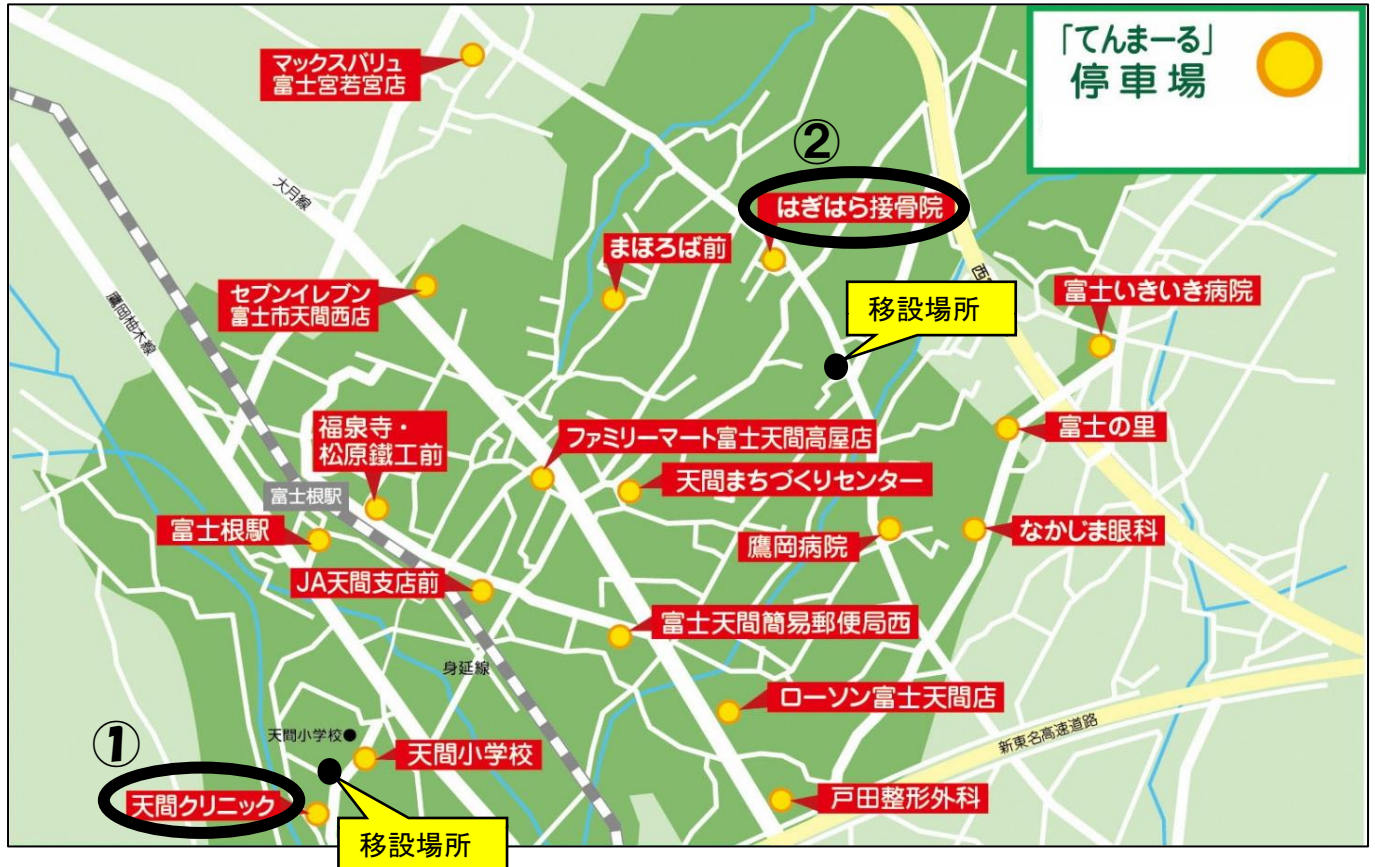 「てんまーる」
停車場
マックスバリュ
富士宮若宮店
②
はぎはら接骨院
大月線
まほろば前
西富
富士いきいき病院
セブンイレブン
富士市天間西店
移設場所
鷹岡柚木線
福泉寺・
松原鐵工前
ファミリーマート富士天間高屋店
富士の里
天間まちづくりセンター
富士根駅
富士根駅
鷹岡病院
なかじま眼科
JA天間支店前
富士天間簡易郵便局西
身延線
ローソン富士天間店
新東名高速道路
①
天間小学校
天間小学校
天間クリニック
戸田整形外科
移設場所